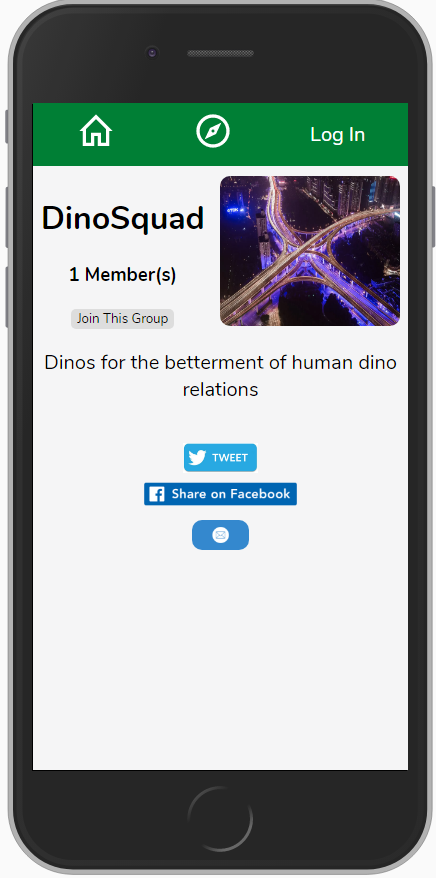 Log In
DinoSquad
1 Member(s)
Join This Group
Dinos for the betterment of human dino
relations
TWEET
Share on Facebook